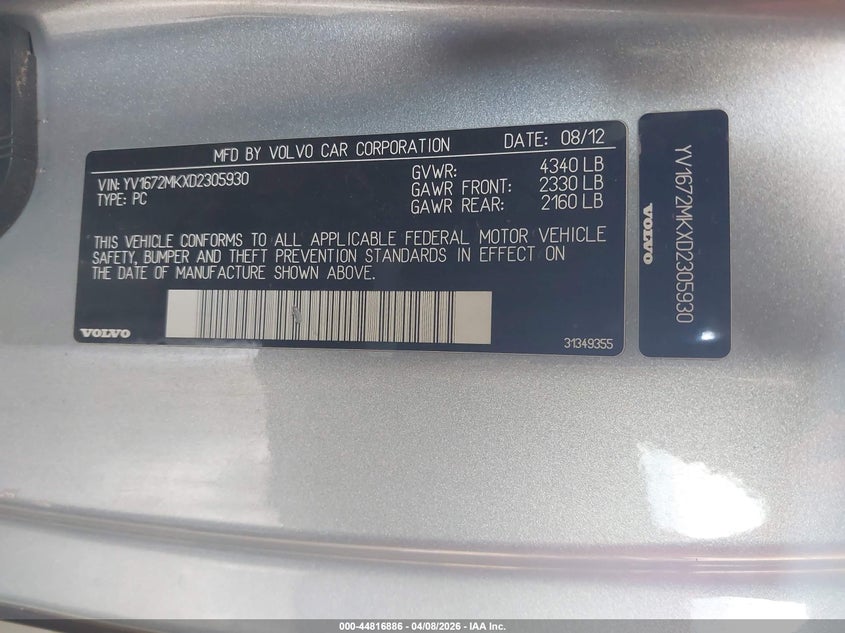 MFD BY VOLVO CAR CORPORATION DATE: 08/12
VIN: YV1672MKXD2305930
TYPE: PC
GVWR: 4340 LB
GAWR FRONT: 2330 LB
GAWR REAR: 2160 LB
THIS VEHICLE CONFORMS TO ALL APPLICABLE FEDERAL MOTOR VEHICLE
SAFETY, BUMPER AND THEFT PREVENTION STANDARDS IN EFFECT ON
THE DATE OF MANUFACTURE SHOWN ABOVE.
VOLVO
31349355
YV1672MKXD2305930
VOLVO
000-44816886 - 04/08/2026 - IAA Inc.